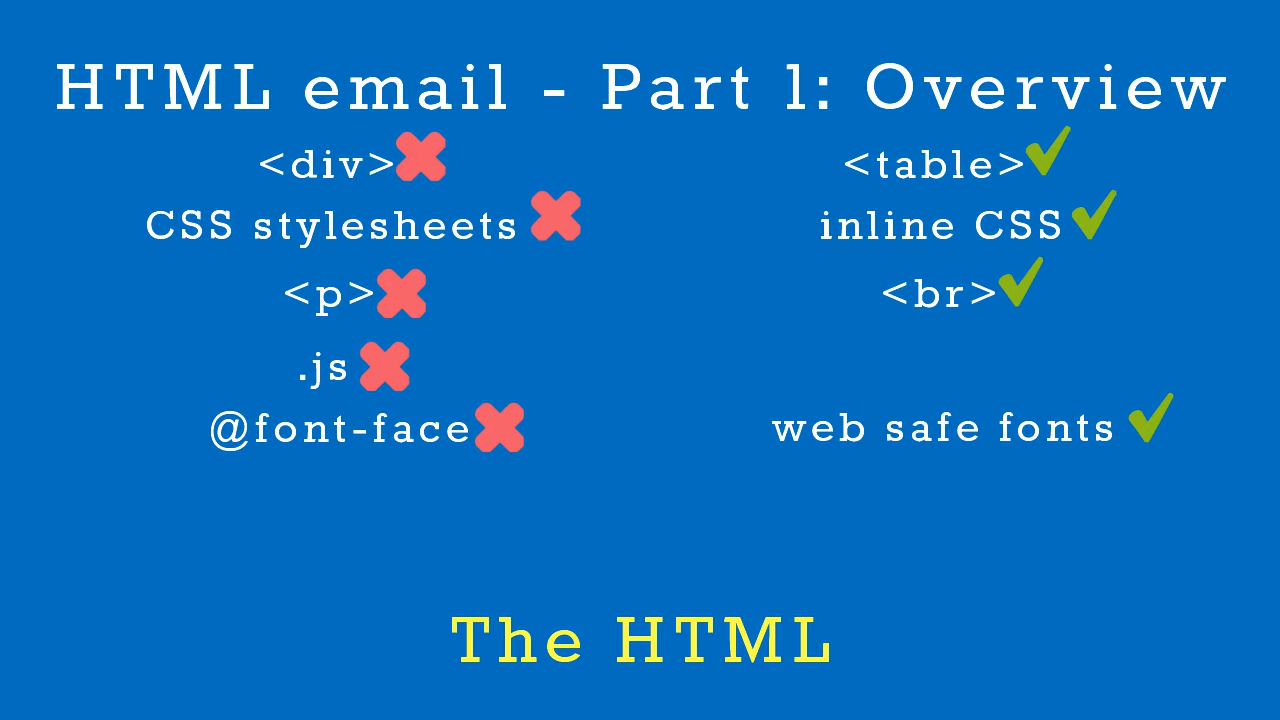 HTML email - Part 1: Overview
<div> <table>
CSS stylesheets inline CSS
<p> <br>
.js
@font-face web safe fonts
The HTML